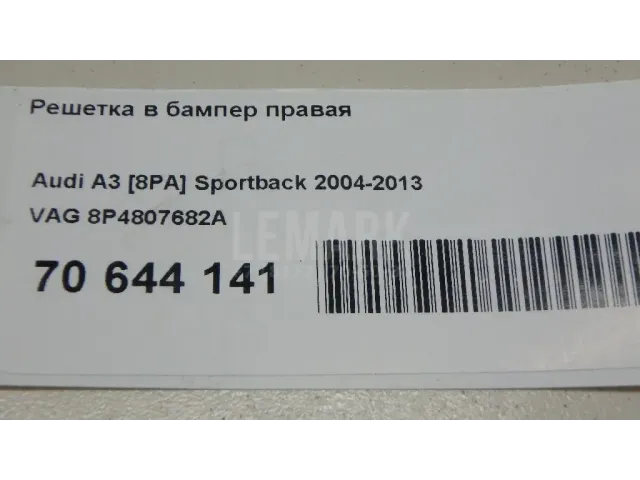 Решетка в бампер правая
Audi A3 [8PA] Sportback 2004-2013
VAG 8P4807682A
LEMARK
70 644 141